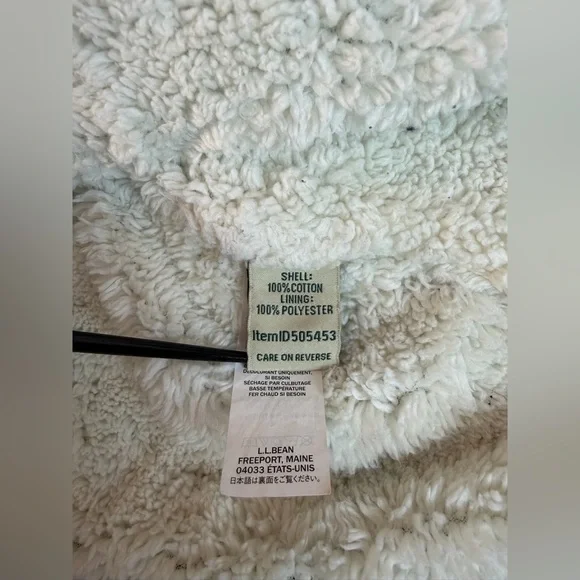 SHELL:
100% COTTON
LINING:
100% POLYESTER
ItemID505453
CARE ON REVERSE
UNIQUEMENT,
SI BESOIN
SÉCHAGE PAR CULBUTAGE
BASSE TEMPÉRATURE
FER CHAUD SI BESOIN
L.L.BEAN
FREEPORT, MAINE
04033 ÉTATS-UNIS
日本語は裏面をご覧ください